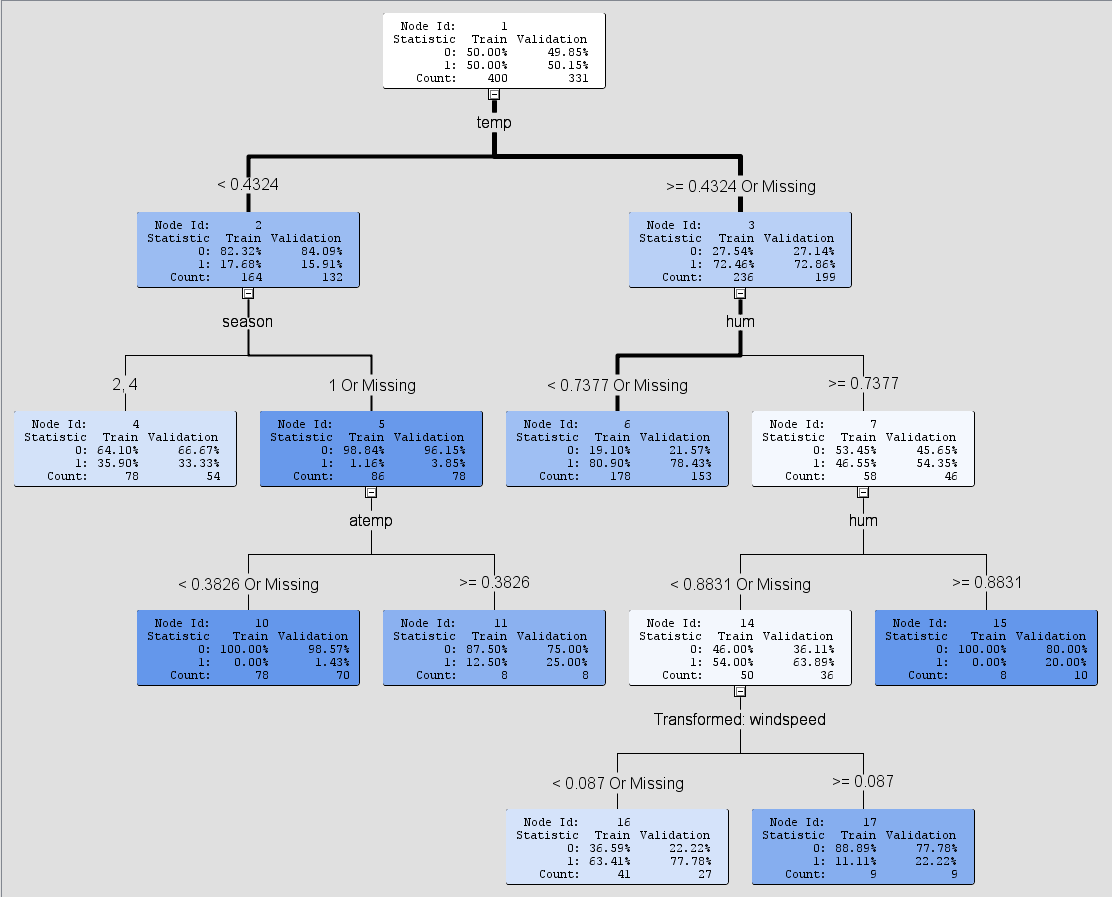 Node Id: 1
Statistic Train Validation
0: 50.00% 49.85%
1: 50.00% 50.15%
Count: 400 331
temp
< 0.4324
>= 0.4324 Or Missing
Node Id: 2
Statistic Train Validation
0: 82.32% 84.09%
1: 17.68% 15.91%
Count: 164 132
Node Id: 3
Statistic Train Validation
0: 27.54% 27.14%
1: 72.46% 72.86%
Count: 236 199
season
hum
2, 4
1 Or Missing
< 0.7377 Or Missing
>= 0.7377
Node Id: 4
Statistic Train Validation
0: 64.10% 66.67%
1: 35.90% 33.33%
Count: 78 54
Node Id: 5
Statistic Train Validation
0: 98.84% 96.15%
1: 1.16% 3.85%
Count: 86 78
Node Id: 6
Statistic Train Validation
0: 19.10% 21.57%
1: 80.90% 78.43%
Count: 178 153
Node Id: 7
Statistic Train Validation
0: 53.45% 45.65%
1: 46.55% 54.35%
Count: 58 46
atemp
hum
< 0.3826 Or Missing
>= 0.3826
< 0.8831 Or Missing
>= 0.8831
Node Id: 10
Statistic Train Validation
0: 100.00% 98.57%
1: 0.00% 1.43%
Count: 78 70
Node Id: 11
Statistic Train Validation
0: 87.50% 75.00%
1: 12.50% 25.00%
Count: 8 8
Node Id: 14
Statistic Train Validation
0: 46.00% 36.11%
1: 54.00% 63.89%
Count: 50 36
Node Id: 15
Statistic Train Validation
0: 100.00% 80.00%
1: 0.00% 20.00%
Count: 8 10
Transformed: windspeed
< 0.087 Or Missing
>= 0.087
Node Id: 16
Statistic Train Validation
0: 36.59% 22.22%
1: 63.41% 77.78%
Count: 41 27
Node Id: 17
Statistic Train Validation
0: 88.89% 77.78%
1: 11.11% 22.22%
Count: 9 9